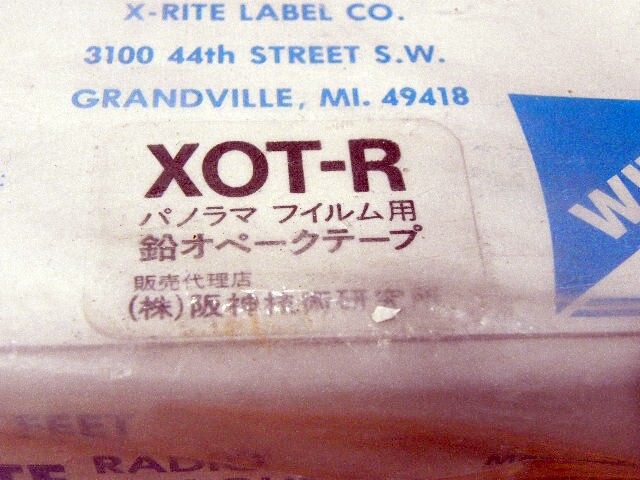 X-RITE LABEL CO.
3100 44th STREET S.W.
GRANDVILLE, MI. 49418
XOT-R
パノラマ フイルム用
鉛オペークテープ
販売代理店
(株)阪神技術研究所
FEET
RADIO